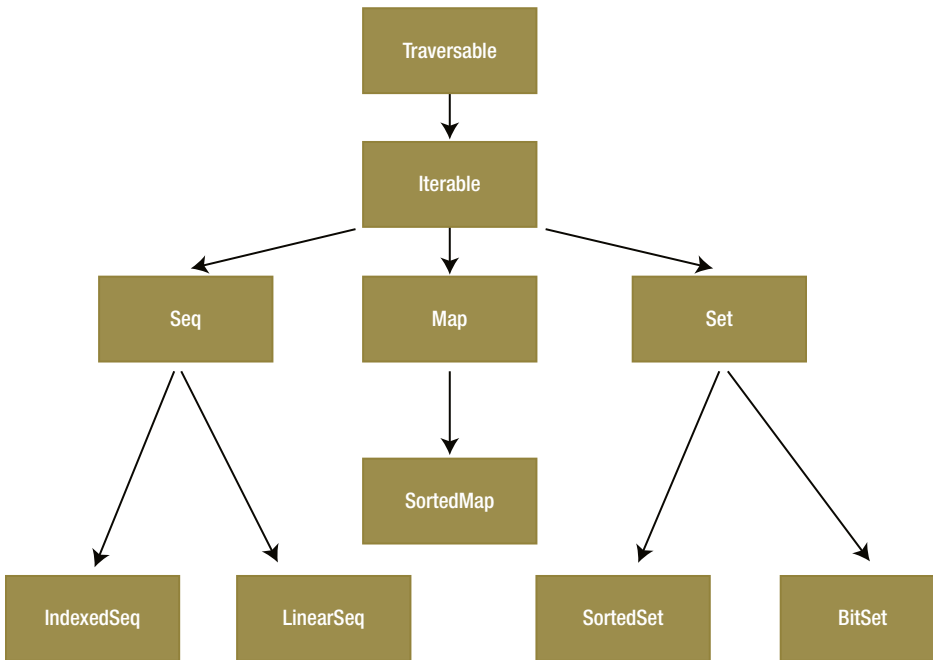 Traversable
Iterable
Seq
Map
Set
SortedMap
IndexedSeq
LinearSeq
SortedSet
BitSet